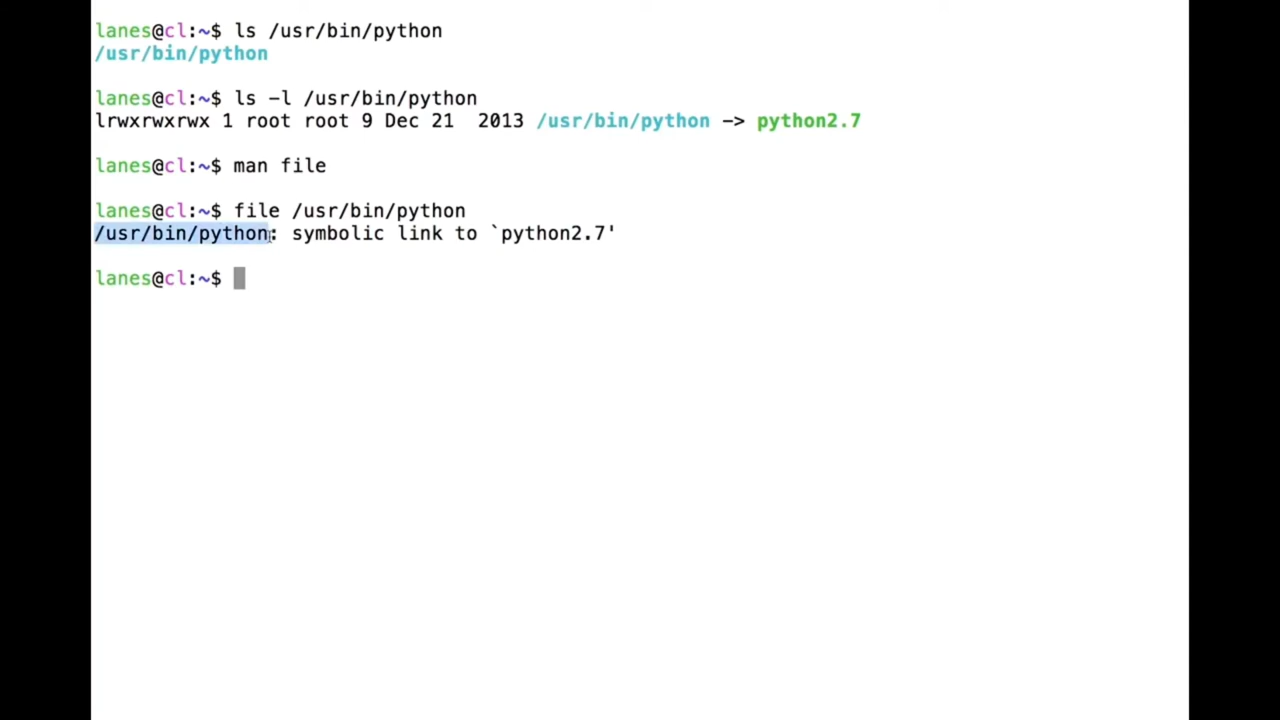 lanes@cl:~$ ls /usr/bin/python
/usr/bin/python
lanes@cl:~$ ls -l /usr/bin/python
lrwxrwxrwx 1 root root 9 Dec 21  2013 /usr/bin/python -> python2.7
lanes@cl:~$ man file
lanes@cl:~$ file /usr/bin/python
/usr/bin/python: symbolic link to `python2.7'
lanes@cl:~$